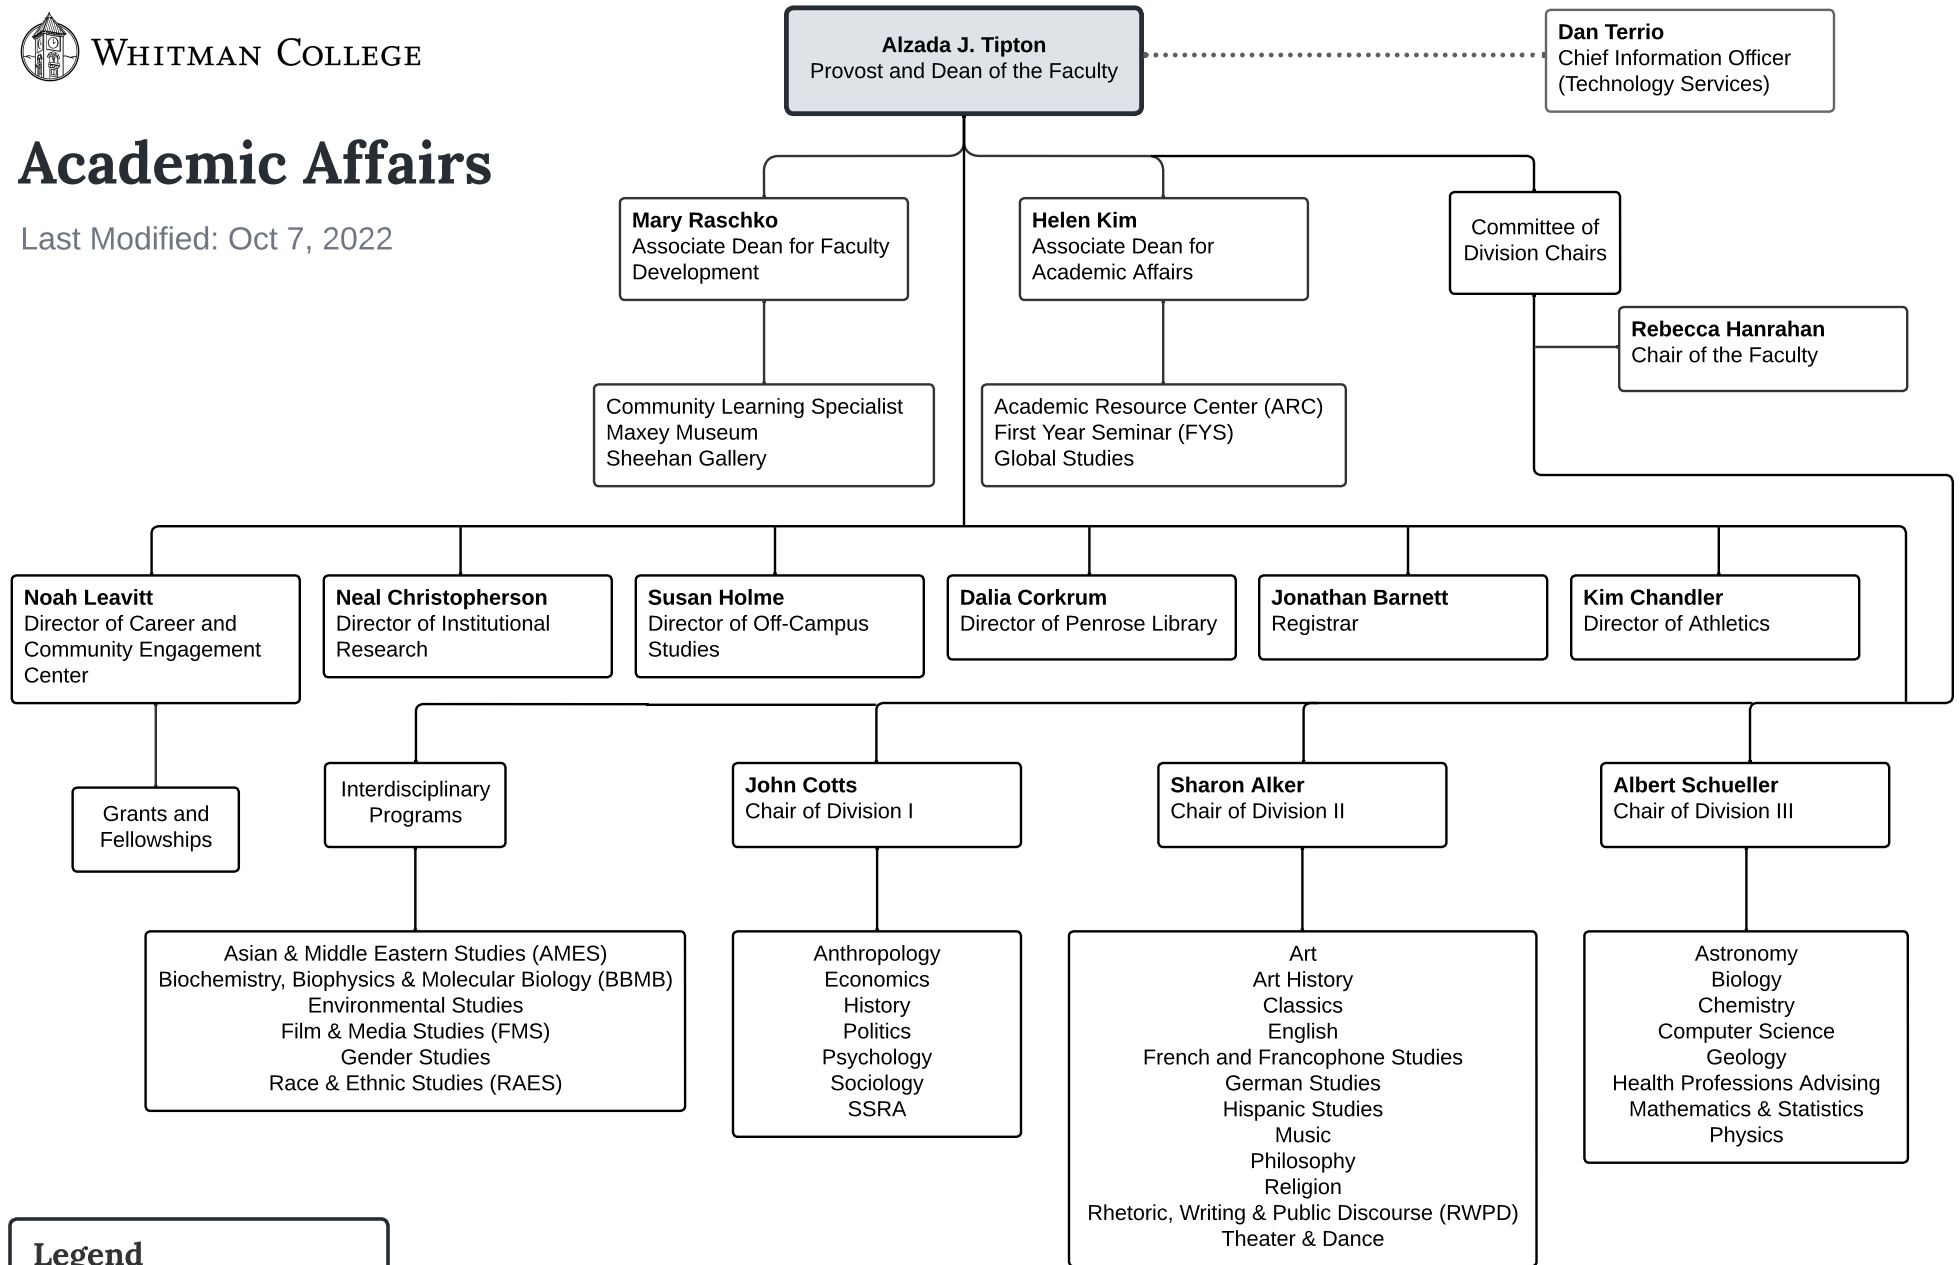 WHITMAN COLLEGE
Academic Affairs
Last Modified: Oct 7, 2022
Alzada J. Tipton
Provost and Dean of the Faculty
Dan Terrio
Chief Information Officer
(Technology Services)
Mary Raschko
Associate Dean for Faculty
Development
Helen Kim
Associate Dean for
Academic Affairs
Committee of
Division Chairs
Rebecca Hanrahan
Chair of the Faculty
Community Learning Specialist
Maxey Museum
Sheehan Gallery
Academic Resource Center (ARC)
First Year Seminar (FYS)
Global Studies
Noah Leavitt
Director of Career and
Community Engagement
Center
Neal Christopherson
Director of Institutional
Research
Susan Holme
Director of Off-Campus
Studies
Dalia Corkrum
Director of Penrose Library
Jonathan Barnett
Registrar
Kim Chandler
Director of Athletics
Grants and
Fellowships
Interdisciplinary
Programs
John Cotts
Chair of Division I
Sharon Alker
Chair of Division II
Albert Schueller
Chair of Division III
Asian & Middle Eastern Studies (AMES)
Biochemistry, Biophysics & Molecular Biology (BBMB)
Environmental Studies
Film & Media Studies (FMS)
Gender Studies
Race & Ethnic Studies (RAES)
Anthropology
Economics
History
Politics
Psychology
Sociology
SSRA
Art
Art History
Classics
English
French and Francophone Studies
German Studies
Hispanic Studies
Music
Philosophy
Religion
Rhetoric, Writing & Public Discourse (RWPD)
Theater & Dance
Astronomy
Biology
Chemistry
Computer Science
Geology
Health Professions Advising
Mathematics & Statistics
Physics
Legend